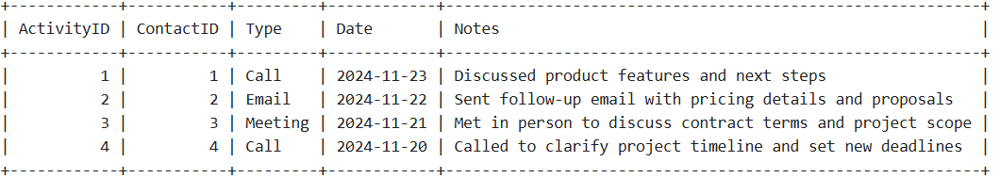 +------------+-----------+---------+------------+-----------------------------------------------------------+
| ActivityID | ContactID | Type    | Date       | Notes                                                     |
+------------+-----------+---------+------------+-----------------------------------------------------------+
|          1 |         1 | Call    | 2024-11-23 | Discussed product features and next steps                 |
|          2 |         2 | Email   | 2024-11-22 | Sent follow-up email with pricing details and proposals   |
|          3 |         3 | Meeting | 2024-11-21 | Met in person to discuss contract terms and project scope |
|          4 |         4 | Call    | 2024-11-20 | Called to clarify project timeline and set new deadlines  |
+------------+-----------+---------+------------+-----------------------------------------------------------+